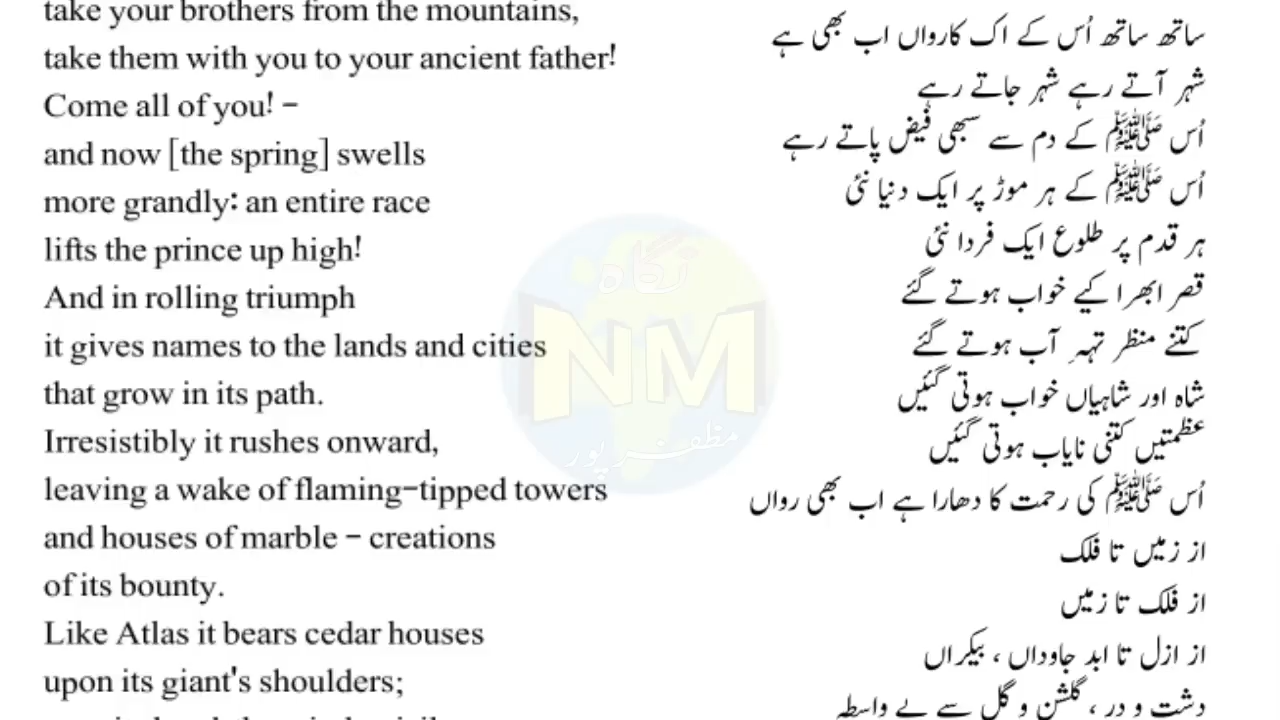 take your brothers from the mountains,
take them with you to your ancient father!
Come all of you! -
and now [the spring] swells
more grandly: an entire race
lifts the prince up high!
And in rolling triumph
it gives names to the lands and cities
that grow in its path.
Irresistibly it rushes onward,
leaving a wake of flaming-tipped towers
and houses of marble - creations
of its bounty.
Like Atlas it bears cedar houses
upon its giant's shoulders;
ساتھ ساتھ اُس کے اک کارواں اب بھی ہے
شہر آتے رہے شہر جاتے رہے
اُس ﷺ کے دم سے سبھی فیض پاتے رہے
اُس ﷺ کے ہر موڑ پر ایک دنیا نئی
ہر قدم پر طلوع ایک فردا نئی
قصر ابھرا کیے خواب ہوتے گئے
کتنے منظر تہہِ آب ہوتے گئے
شاہ اور شاہیاں خواب ہوتی گئیں
عظمتیں کتنی نایاب ہوتی گئیں
اُس ﷺ کی رحمت کا دھارا ہے اب بھی رواں
از زمیں تا فلک
از فلک تا زمیں
از ازل تا ابد جاوداں ، بیکراں
دشت و در ، گلشن و گل سے بے واسطہ
نگاہ
NM
مظفر پور